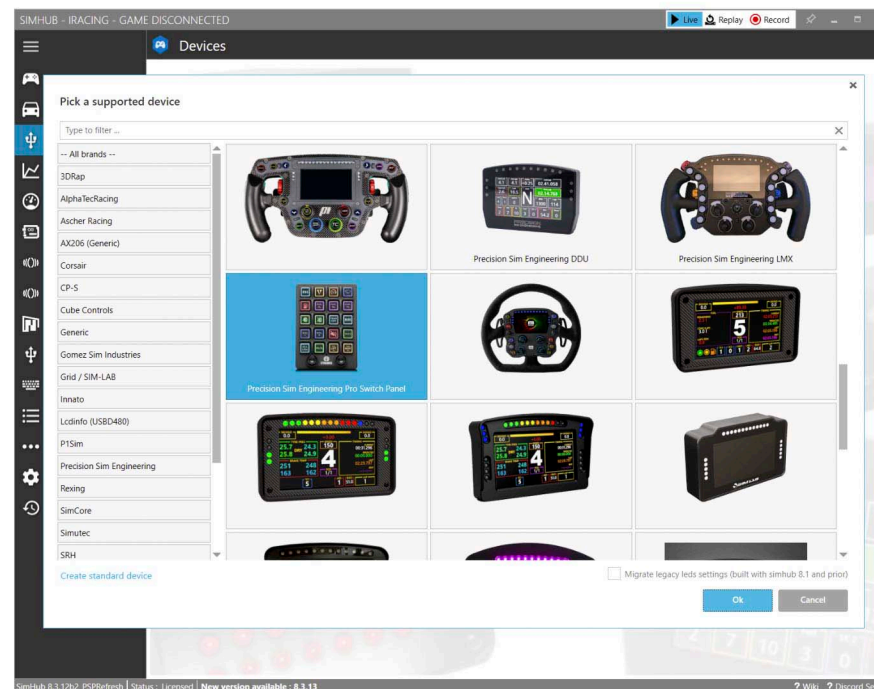 SIMHUB - IRACING - GAME DISCONNECTED
Live
Replay
Record
Devices
Pick a supported device
Type to filter ...
-- All brands --
3DRap
AlphaTecRacing
Ascher Racing
AX206 (Generic)
Corsair
CP-S
Cube Controls
Generic
Gomez Sim Industries
Grid / SIM-LAB
Innato
Lcdinfo (USBD480)
P1Sim
Precision Sim Engineering
Rexing
SimCore
Simutec
SRH
Precision Sim Engineering DDU
Precision Sim Engineering LMX
Precision Sim Engineering Pro Switch Panel
Create standard device
Migrate legacy leds settings (built with simhub 8.1 and prior)
Ok
Cancel
SimHub 8.3.12b2_PSPRefresh
Status : Licensed
New version available : 8.3.13
? Wiki
? Discord